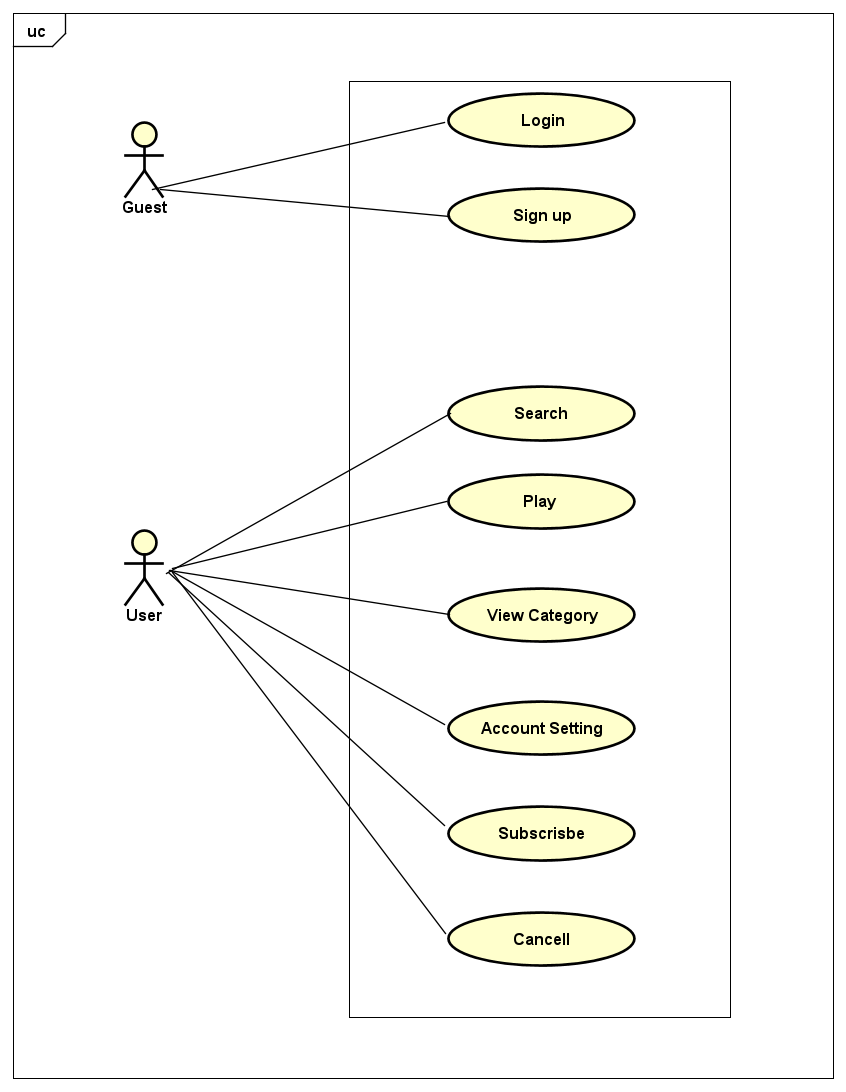 uc
Login
Guest
Sign up
Search
Play
User
View Category
Account Setting
Subscrisbe
Cancell